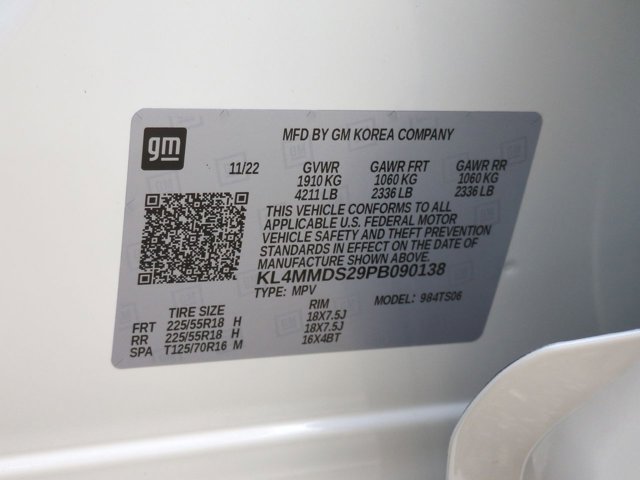 gm
MFD BY GM KOREA COMPANY
11/22 GVWR GAWR FRT GAWR RR
1910 KG 1060 KG 1060 KG
4211 LB 2336 LB 2336 LB
THIS VEHICLE CONFORMS TO ALL
APPLICABLE U.S. FEDERAL MOTOR
VEHICLE SAFETY AND THEFT PREVENTION
STANDARDS IN EFFECT ON THE DATE OF
MANUFACTURE SHOWN ABOVE.
KL4MMDS29PB090138
TYPE: MPV MODEL: 984TS06
TIRE SIZE RIM
FRT 225/55R18 H 18X7.5J
RR 225/55R18 H 18X7.5J
SPA T125/70R16 M 16X4BT